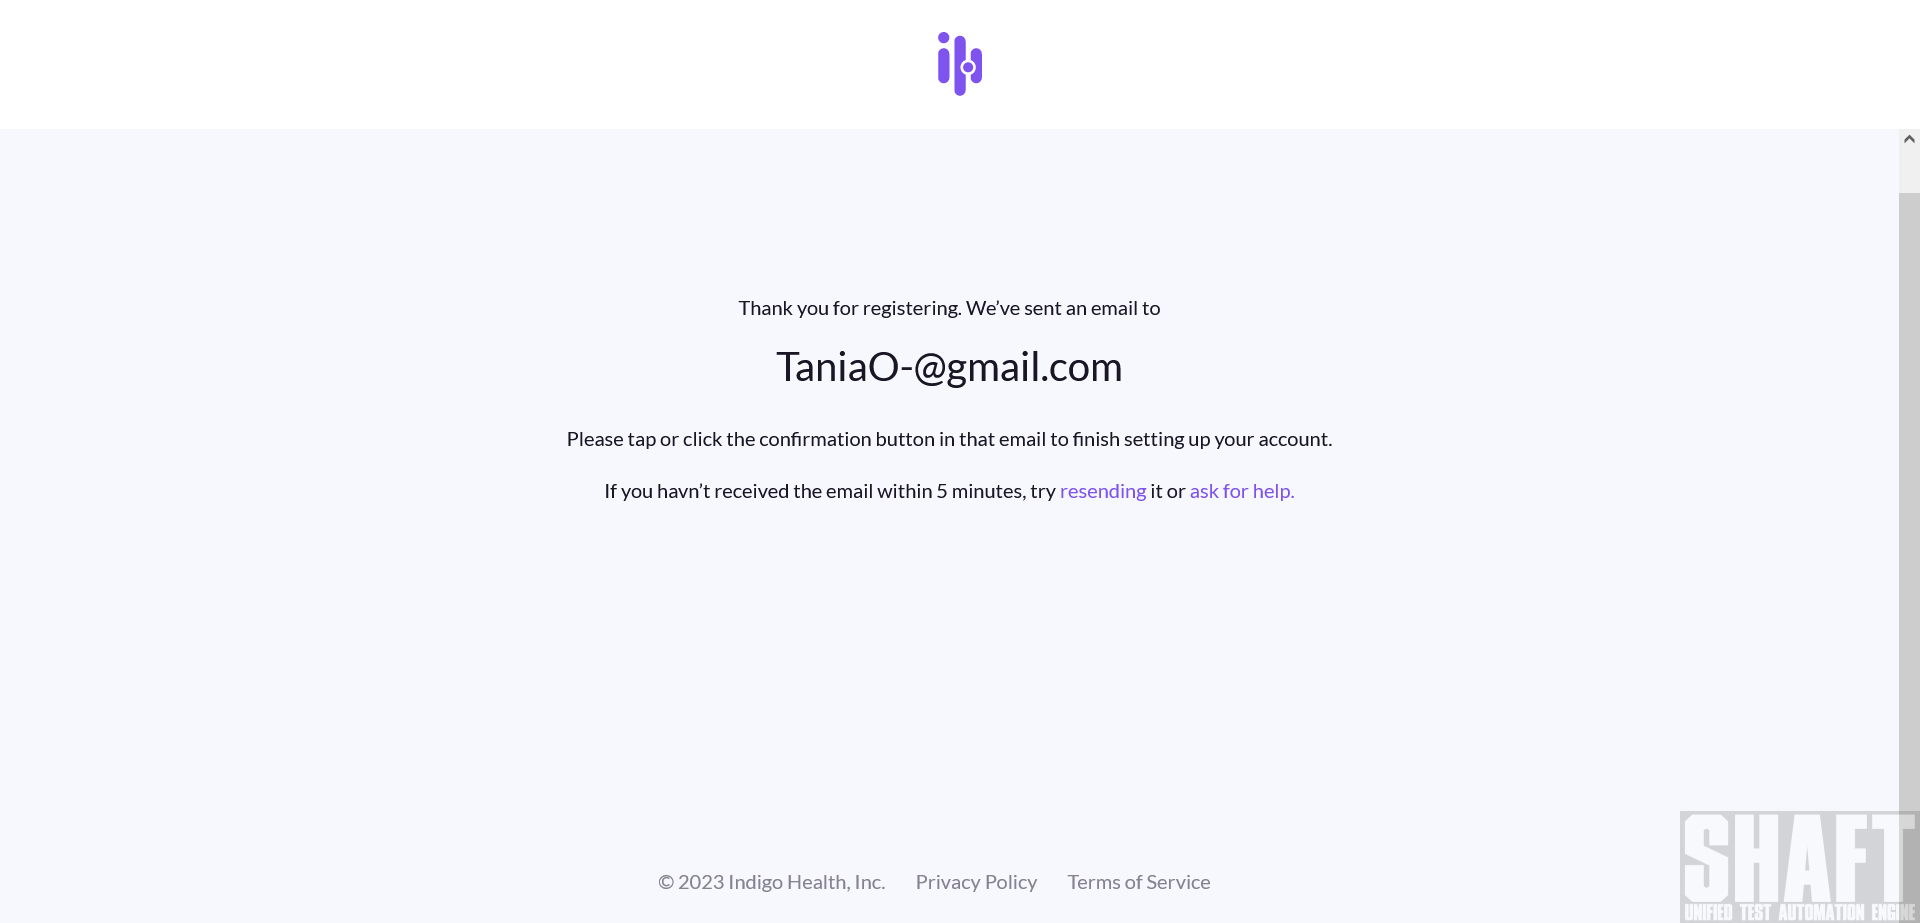 Thank you for registering. We’ve sent an email to
TaniaO-@gmail.com
Please tap or click the confirmation button in that email to finish setting up your account.
If you havn’t received the email within 5 minutes, try resending it or ask for help.
© 2023 Indigo Health, Inc. Privacy Policy Terms of Service
SHAFT
UNIFIED TEST AUTOMATION ENGINE